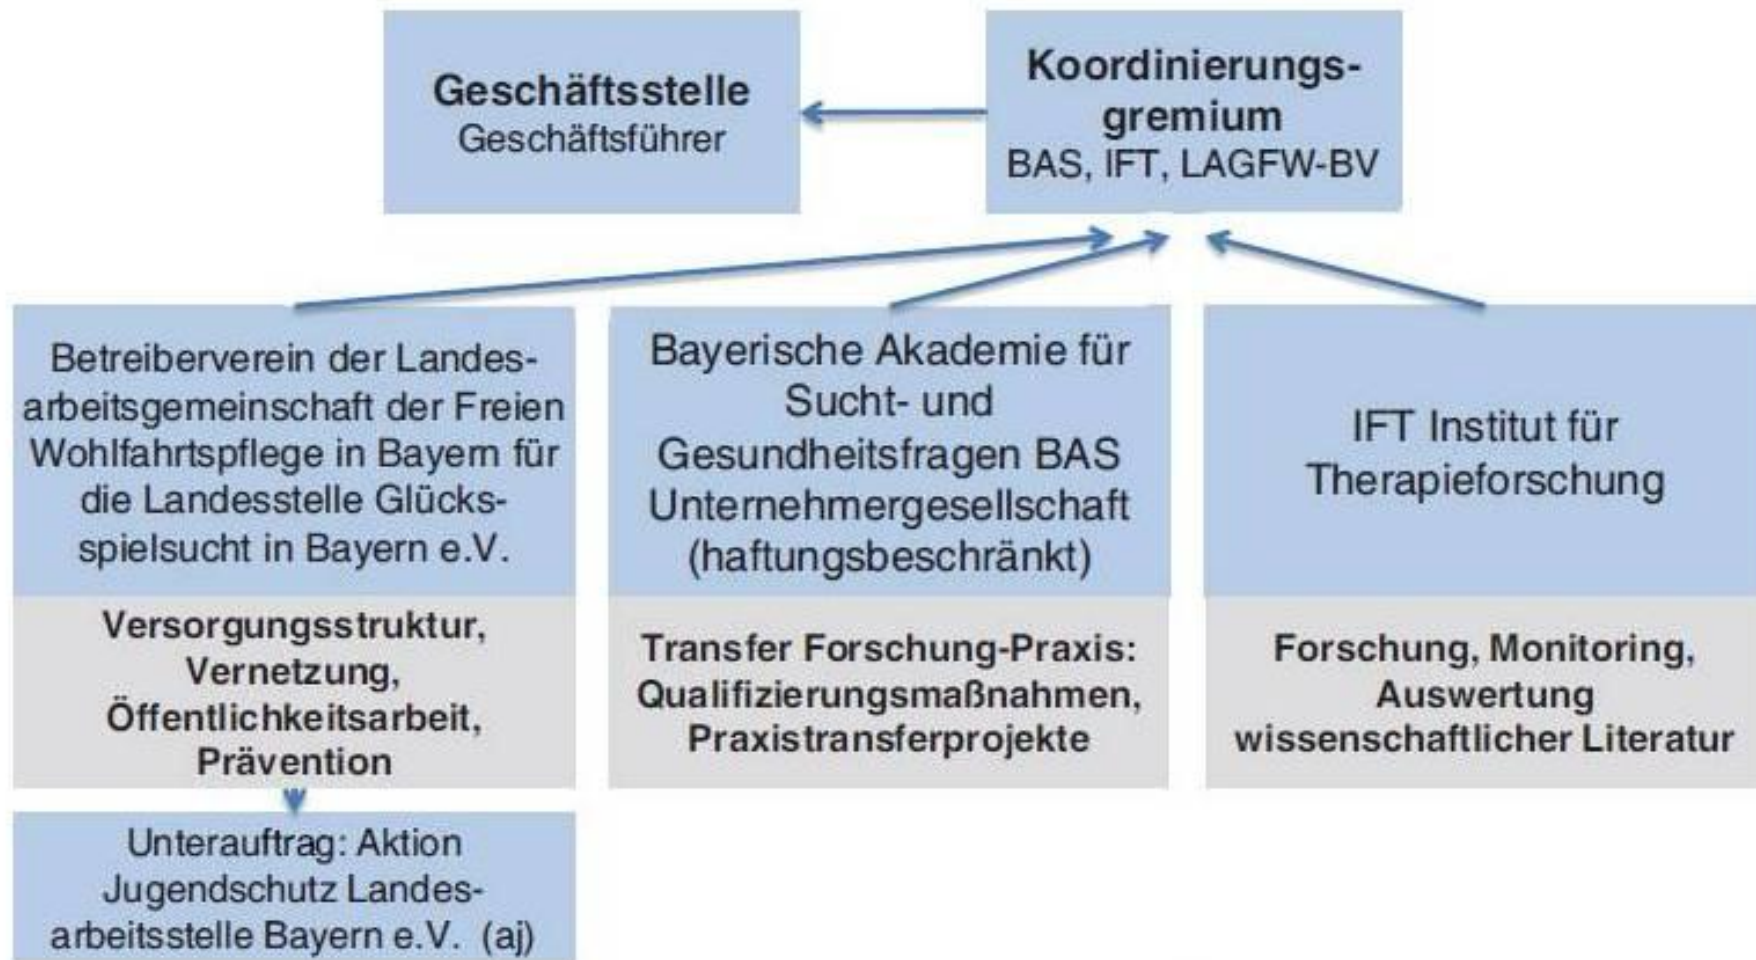 Geschäftsstelle
Geschäftsführer
Koordinierungs-
gremium
BAS, IFT, LAGFW-BV
Betreiberverein der Landes-
arbeitsgemeinschaft der Freien
Wohlfahrtspflege in Bayern für
die Landesstelle Glücks-
spielsucht in Bayern e.V.
Versorgungsstruktur,
Vernetzung,
Öffentlichkeitsarbeit,
Prävention
Unterauftrag: Aktion
Jugendschutz Landes-
arbeitsstelle Bayern e.V. (aj)
Bayerische Akademie für
Sucht- und
Gesundheitsfragen BAS
Unternehmergesellschaft
(haftungsbeschränkt)
Transfer Forschung-Praxis:
Qualifizierungsmaßnahmen,
Praxistransferprojekte
IFT Institut für
Therapieforschung
Forschung, Monitoring,
Auswertung
wissenschaftlicher Literatur